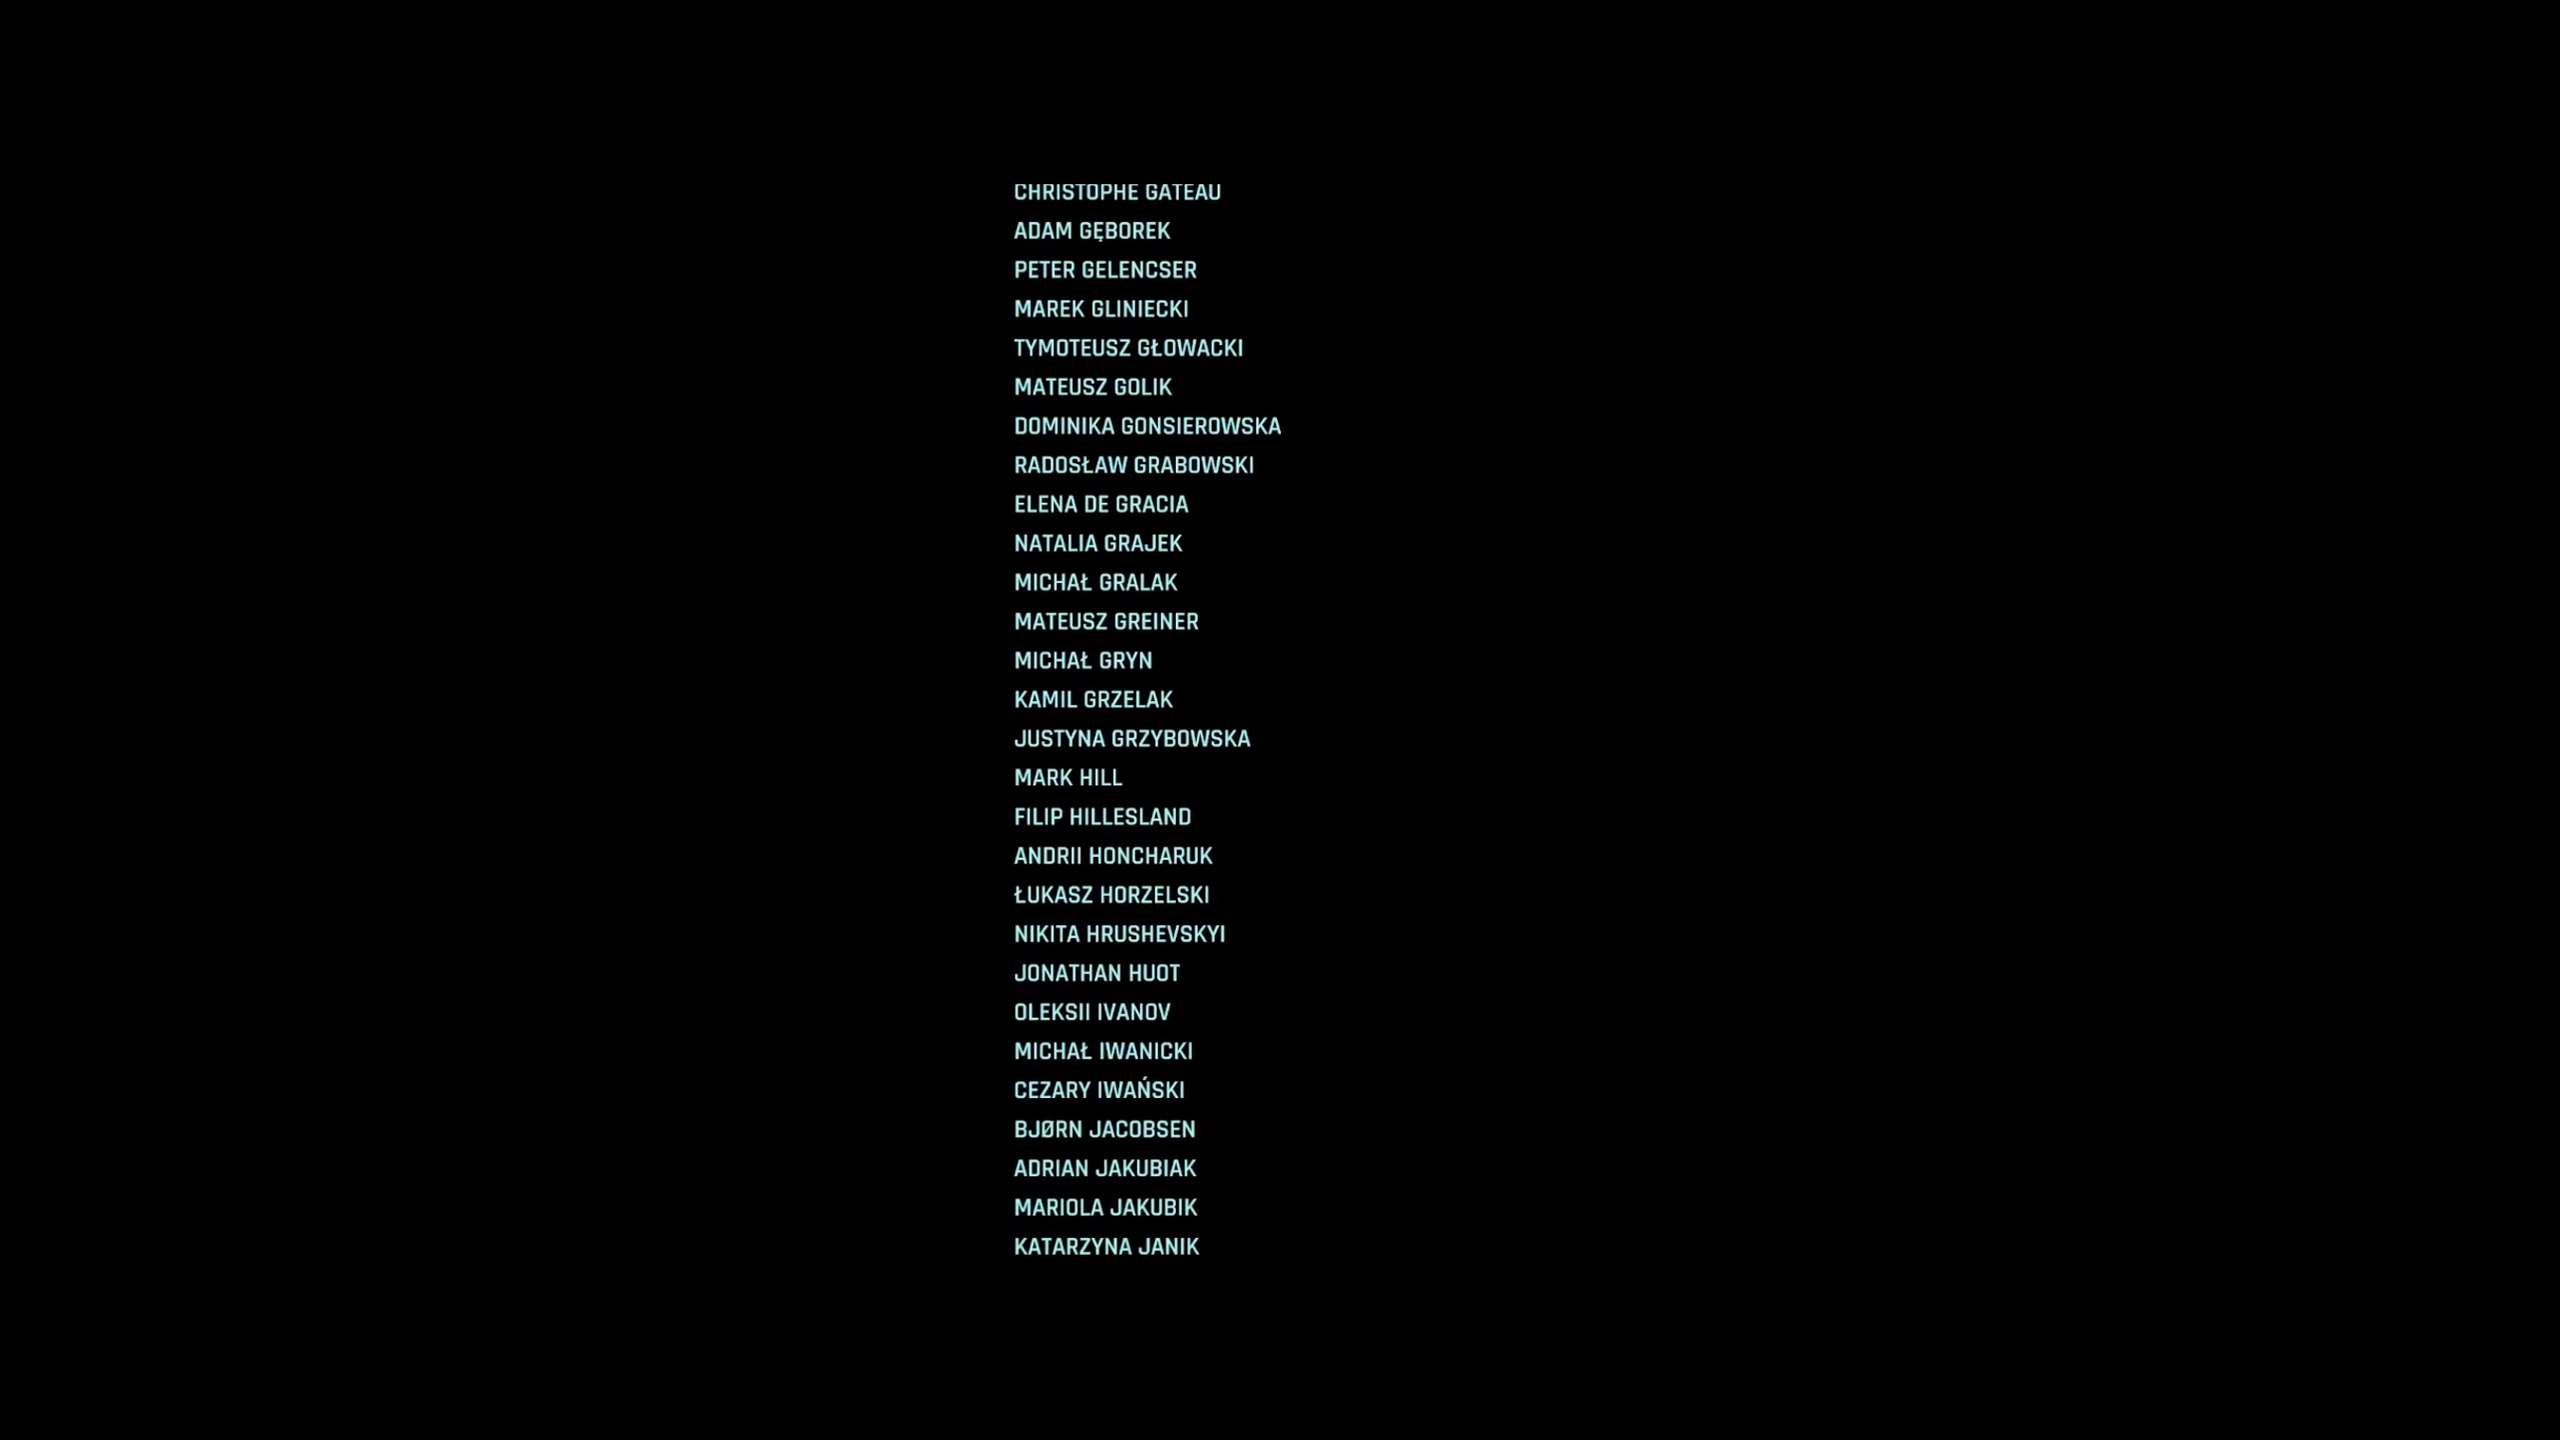 CHRISTOPHE GATEAU
ADAM GĘBOREK
PETER GELENCSER
MAREK GLINIECKI
TYMOTEUSZ GŁOWACKI
MATEUSZ GOLIK
DOMINIKA GONSIEROWSKA
RADOSŁAW GRABOWSKI
ELENA DE GRACIA
NATALIA GRAJEK
MICHAŁ GRALAK
MATEUSZ GREINER
MICHAŁ GRYN
KAMIL GRZELAK
JUSTYNA GRZYBOWSKA
MARK HILL
FILIP HILLESLAND
ANDRII HONCHARUK
ŁUKASZ HORZELSKI
NIKITA HRUSHEVSKYI
JONATHAN HUOT
OLEKSII IVANOV
MICHAŁ IWANICKI
CEZARY IWAŃSKI
BJØRN JACOBSEN
ADRIAN JAKUBIAK
MARIOLA JAKUBIK
KATARZYNA JANIK